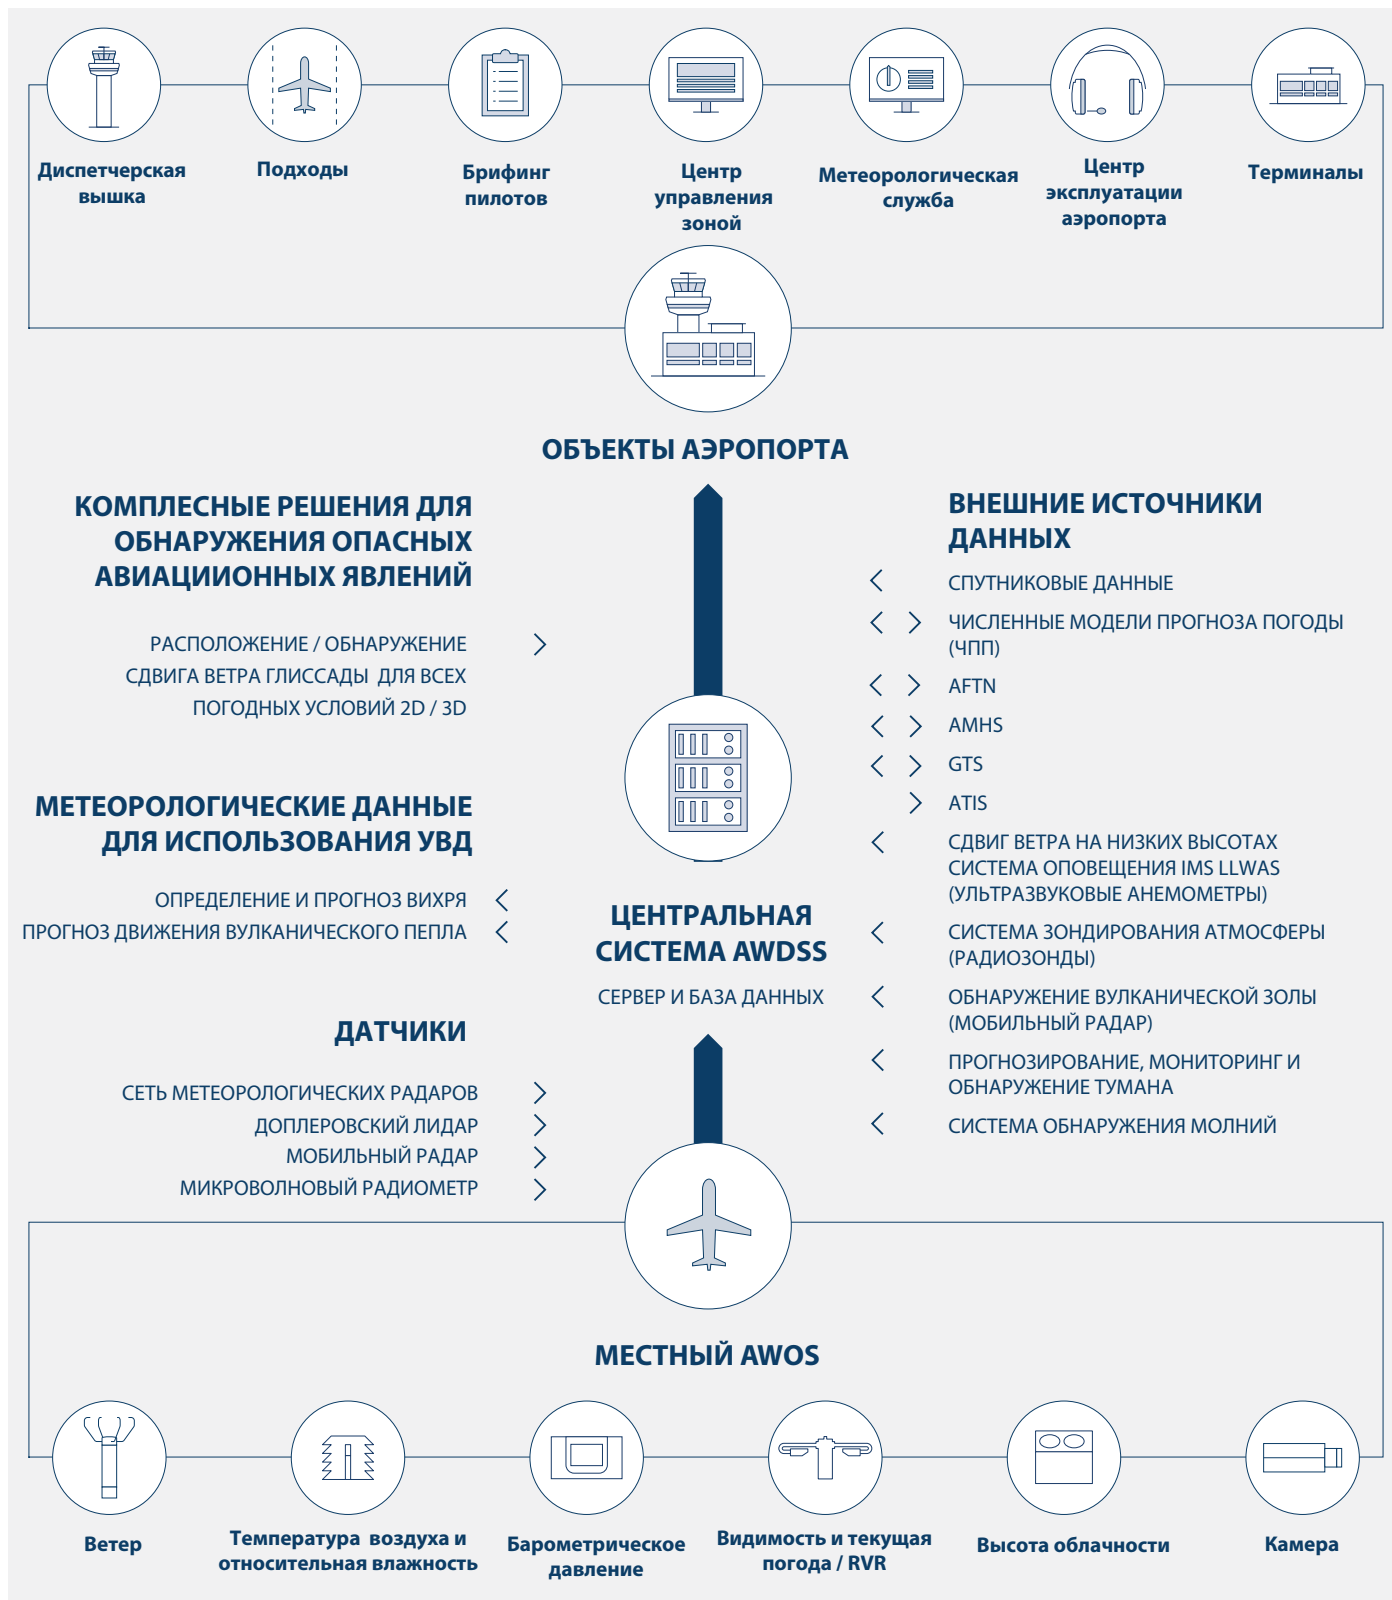 Диспетчерская
вышка
Подходы
Брифинг
пилотов
Центр
управления
зоной
Метеорологическая
служба
Центр
эксплуатации
аэропорта
Терминалы
ОБЪЕКТЫ АЭРОПОРТА
КОМПЛЕСНЫЕ РЕШЕНИЯ ДЛЯ
ОБНАРУЖЕНИЯ ОПАСНЫХ
АВИАЦИИОННЫХ ЯВЛЕНИЙ
РАСПОЛОЖЕНИЕ / ОБНАРУЖЕНИЕ
СДВИГА ВЕТРА ГЛИССАДЫ ДЛЯ ВСЕХ
ПОГОДНЫХ УСЛОВИЙ 2D / 3D
МЕТЕОРОЛОГИЧЕСКИЕ ДАННЫЕ
ДЛЯ ИСПОЛЬЗОВАНИЯ УВД
ОПРЕДЕЛЕНИЕ И ПРОГНОЗ ВИХРЯ
ПРОГНОЗ ДВИЖЕНИЯ ВУЛКАНИЧЕСКОГО ПЕПЛА
ДАТЧИКИ
СЕТЬ МЕТЕОРОЛОГИЧЕСКИХ РАДАРОВ
ДОПЛЕРОВСКИЙ ЛИДАР
МОБИЛЬНЫЙ РАДАР
МИКРОВОЛНОВЫЙ РАДИОМЕТР
ЦЕНТРАЛЬНАЯ
СИСТЕМА AWDSS
СЕРВЕР И БАЗА ДАННЫХ
ВНЕШНИЕ ИСТОЧНИКИ
ДАННЫХ
СПУТНИКОВЫЕ ДАННЫЕ
ЧИСЛЕННЫЕ МОДЕЛИ ПРОГНОЗА ПОГОДЫ
(ЧПП)
AFTN
AMHS
GTS
ATIS
СДВИГ ВЕТРА НА НИЗКИХ ВЫСОТАХ
СИСТЕМА ОПОВЕЩЕНИЯ IMS LLWAS
(УЛЬТРАЗВУКОВЫЕ АНЕМОМЕТРЫ)
СИСТЕМА ЗОНДИРОВАНИЯ АТМОСФЕРЫ
(РАДИОЗОНДЫ)
ОБНАРУЖЕНИЕ ВУЛКАНИЧЕСКОЙ ЗОЛЫ
(МОБИЛЬНЫЙ РАДАР)
ПРОГНОЗИРОВАНИЕ, МОНИТОРИНГ И
ОБНАРУЖЕНИЕ ТУМАНА
СИСТЕМА ОБНАРУЖЕНИЯ МОЛНИЙ
МЕСТНЫЙ AWOS
Ветер
Температура воздуха и
относительная влажность
Барометрическое
давление
Видимость и текущая
погода / RVR
Высота облачности
Камера